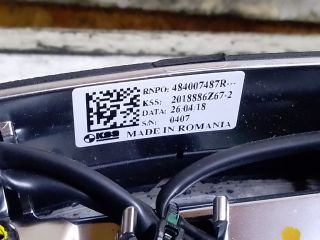 RNPO: 484007487R---
KSS: 2018886Z67-2
DATA: 26/04/18
S.N: 0407
KSS
MADE IN ROMANIA